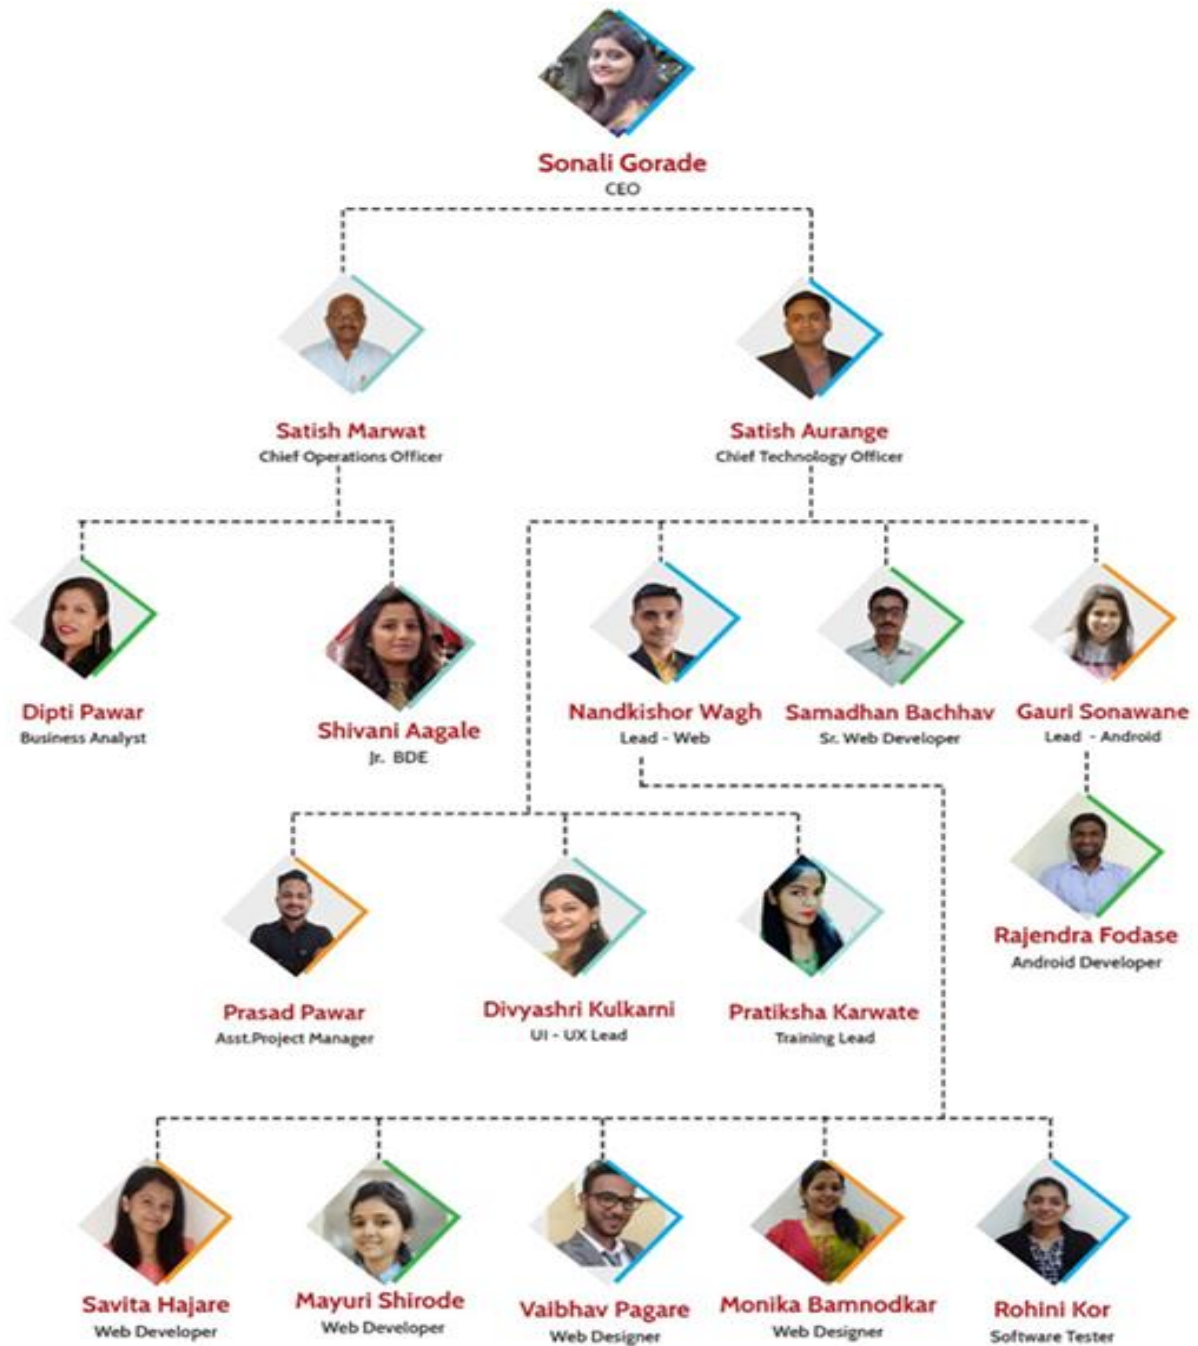 Sonali Gorade
CEO
Satish Marwat
Chief Operations Officer
Satish Aurange
Chief Technology Officer
Dipti Pawar
Business Analyst
Shivani Aagale
Jr. BDE
Nandkishor Wagh
Lead - Web
Samadhan Bachhav
Sr. Web Developer
Gauri Sonawane
Lead - Android
Rajendra Fodase
Android Developer
Prasad Pawar
Asst.Project Manager
Divyashri Kulkarni
UI - UX Lead
Pratiksha Karwate
Training Lead
Savita Hajare
Web Developer
Mayuri Shirode
Web Developer
Vaibhav Pagare
Web Designer
Monika Bamnodkar
Web Designer
Rohini Kor
Software Tester